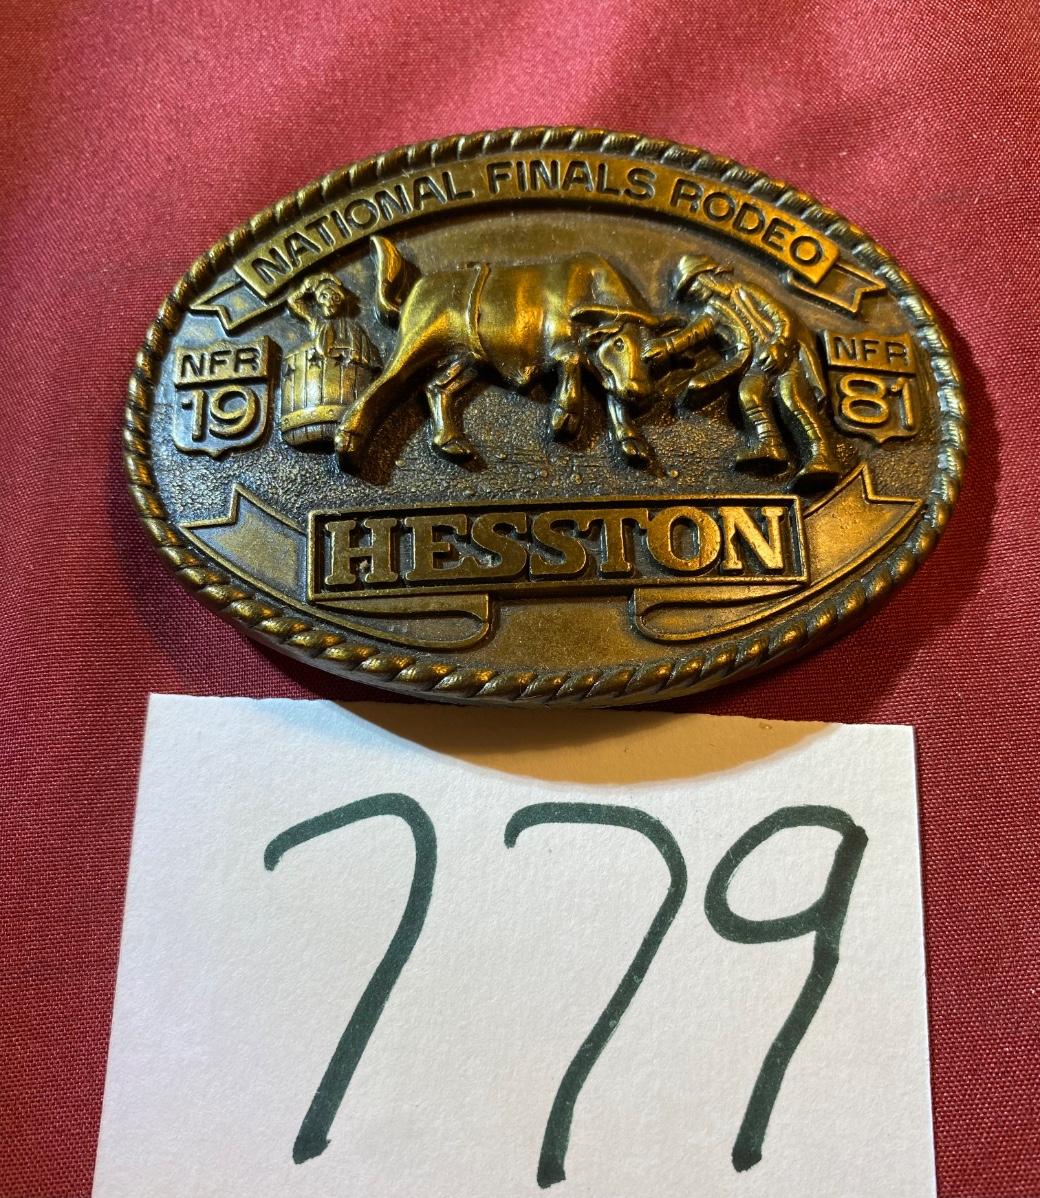 NATIONAL FINALS RODEO
NFR
19
NFR
81
HESSTON
779